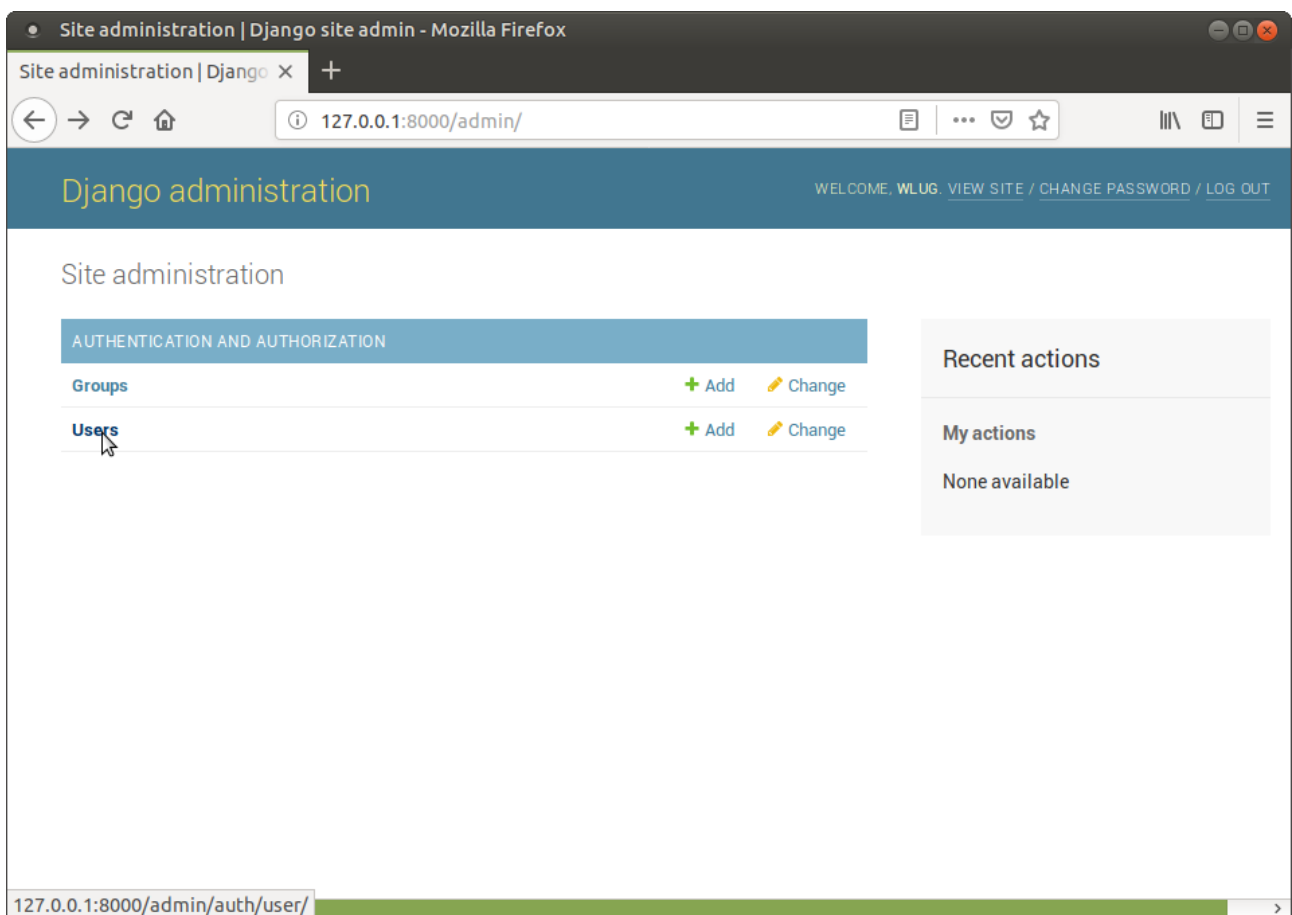 Site administration | Django site admin - Mozilla Firefox
Site administration | Django
127.0.0.1:8000/admin/
Django administration
WELCOME, WLUG. VIEW SITE / CHANGE PASSWORD / LOG OUT
Site administration
AUTHENTICATION AND AUTHORIZATION
Groups + Add Change
Users + Add Change
Recent actions
My actions
None available
127.0.0.1:8000/admin/auth/user/